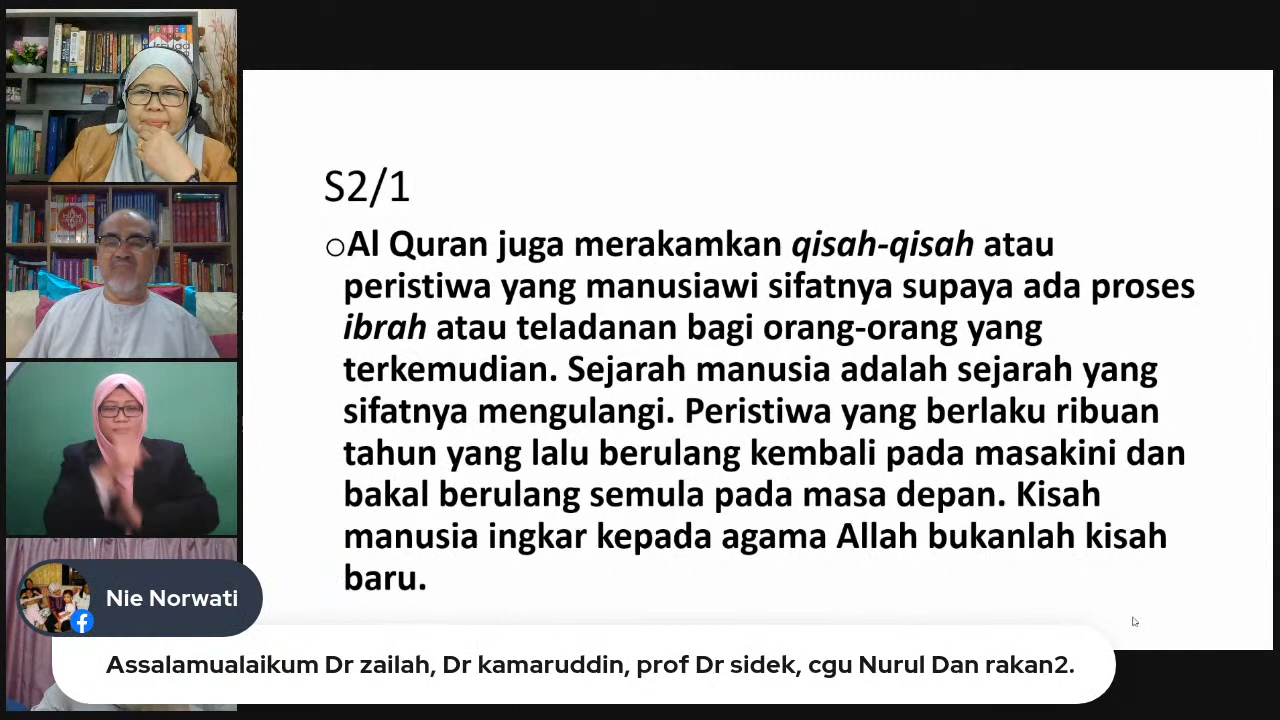 S2/1
oAl Quran juga merakamkan qisah-qisah atau
peristiwa yang manusiawi sifatnya supaya ada proses
ibrah atau teladanan bagi orang-orang yang
terkemudian. Sejarah manusia adalah sejarah yang
sifatnya mengulangi. Peristiwa yang berlaku ribuan
tahun yang lalu berulang kembali pada masakini dan
bakal berulang semula pada masa depan. Kisah
manusia ingkar kepada agama Allah bukanlah kisah
baru.
Nie Norwati
Assalamualaikum Dr zailah, Dr kamaruddin, prof Dr sidek, cgu Nurul Dan rakan2.